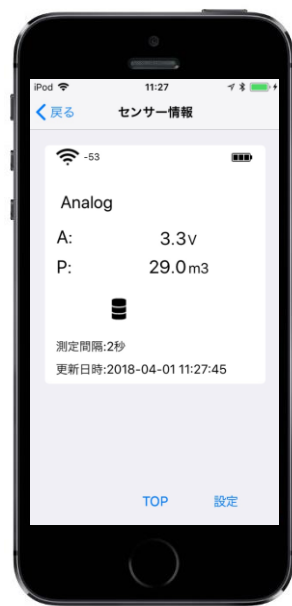 iPod 11:27
戻る センサー情報
-53
Analog
A: 3.3V
P: 29.0m3
測定間隔:2秒
更新日時:2018-04-01 11:27:45
TOP 設定